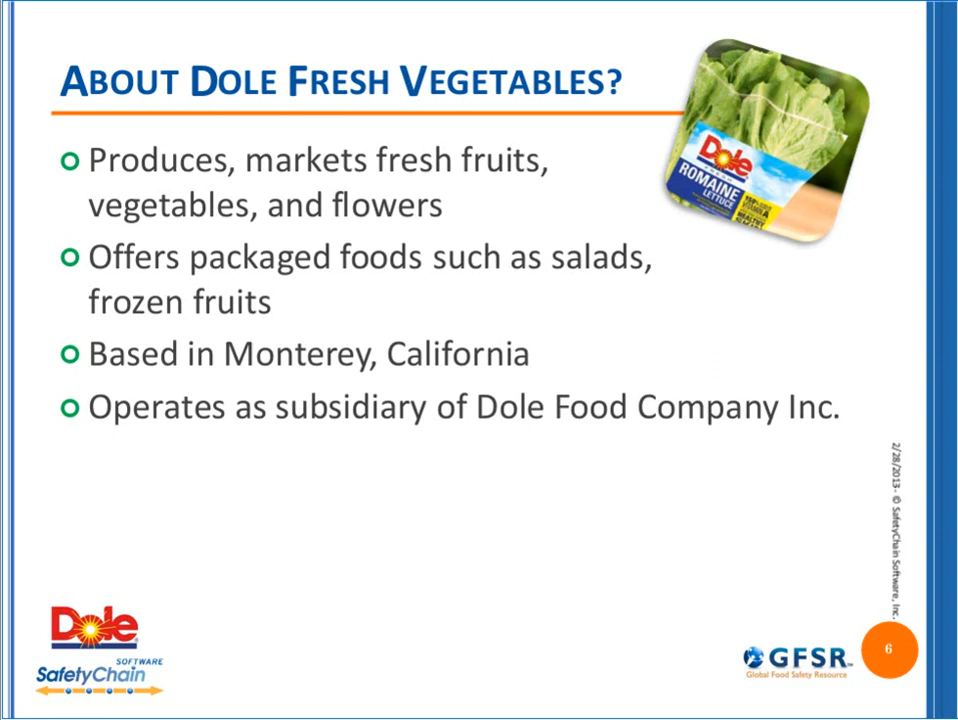 ABOUT DOLE FRESH VEGETABLES?
Produces, markets fresh fruits,
vegetables, and flowers
Offers packaged foods such as salads,
frozen fruits
Based in Monterey, California
Operates as subsidiary of Dole Food Company Inc.
Dole
ROMAINE
LETTUCE
2/28/2013- © SafetyChain Software, Inc.
Dole
SOFTWARE
SafetyChain
GFSR™
Global Food Safety Resource
6